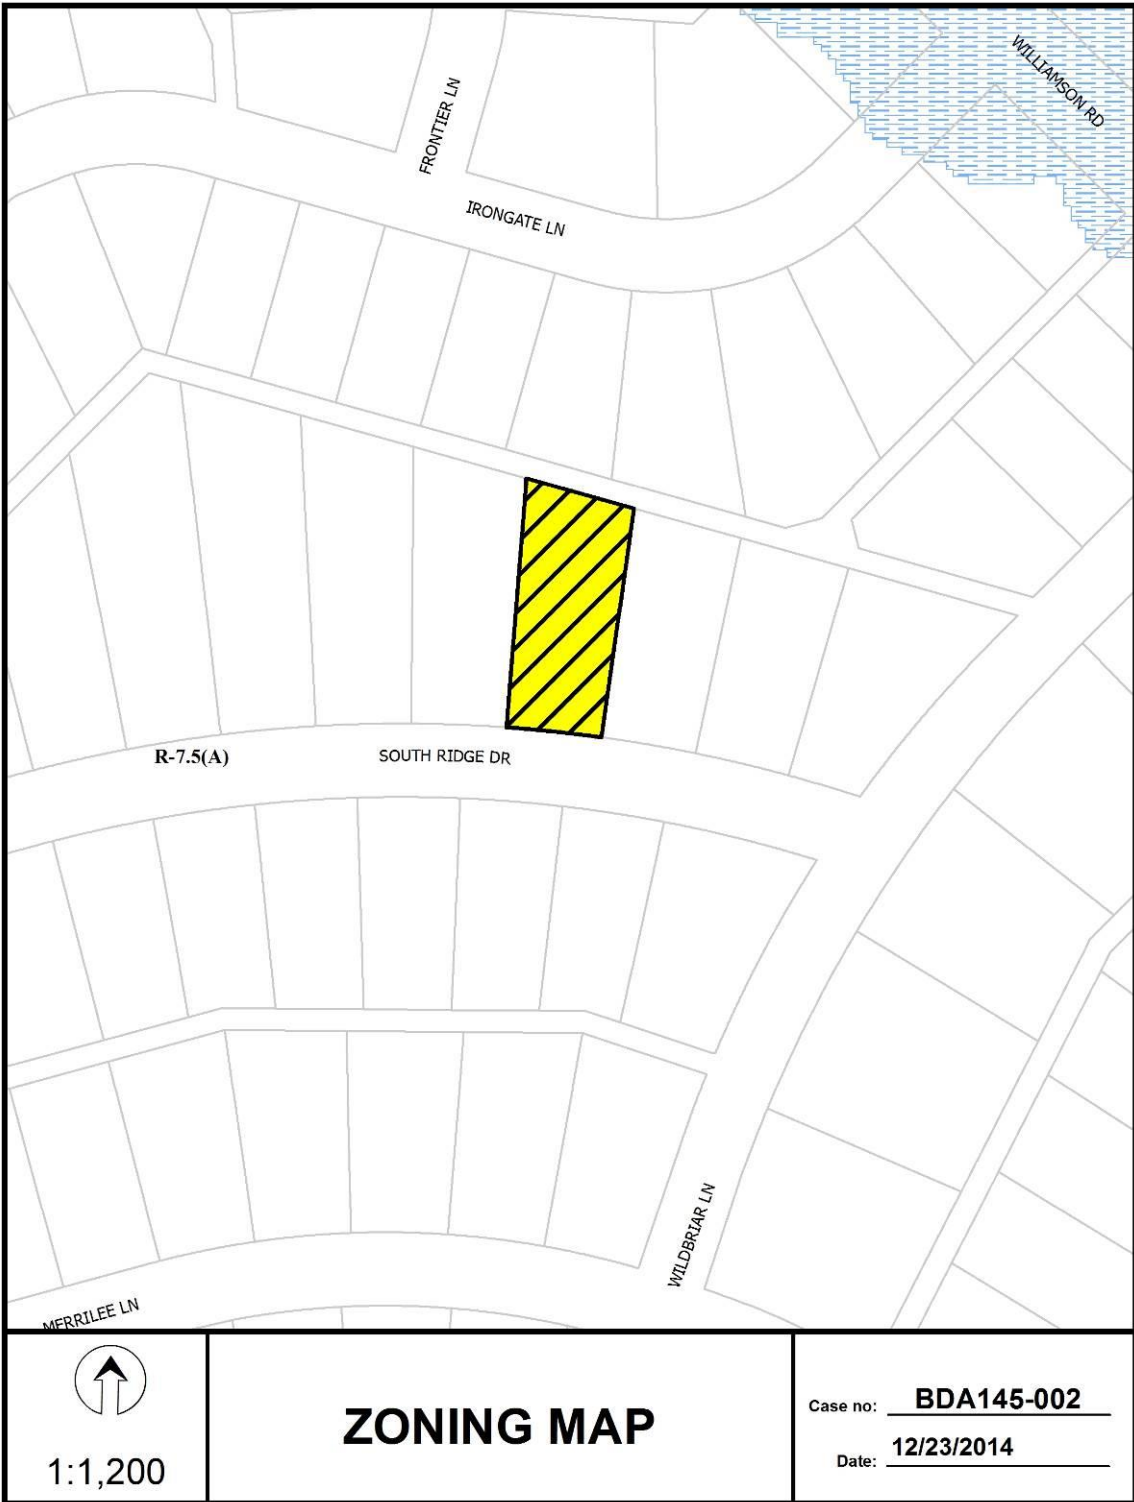 WILLIAMSON RD
FRONTIER LN
IRONGATE LN
R-7.5(A)
SOUTH RIDGE DR
WILDBRIAR LN
MERRILEE LN
1:1,200
ZONING MAP
Case no: BDA145-002
Date: 12/23/2014